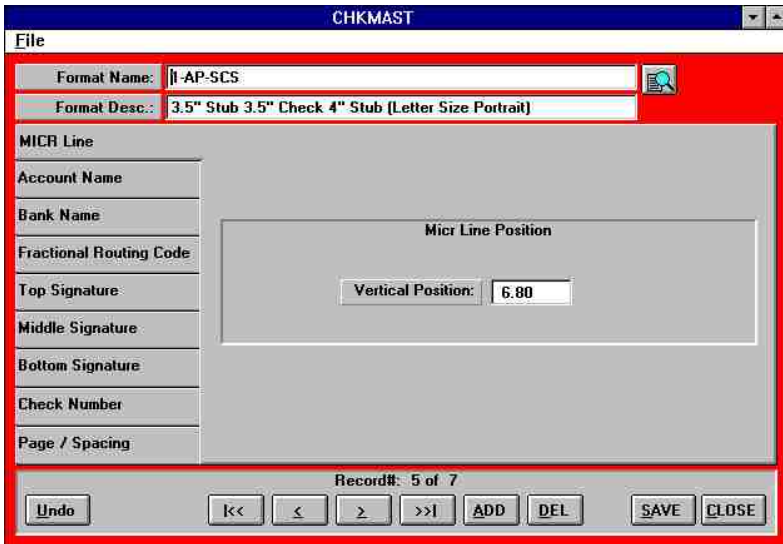 CHKMAST
File
Format Name: 1-AP-SCS
Format Desc.: 3.5" Stub 3.5" Check 4" Stub (Letter Size Portrait)
MICR Line
Account Name
Bank Name
Fractional Routing Code
Top Signature
Middle Signature
Bottom Signature
Check Number
Page / Spacing
Micr Line Position
Vertical Position: 6.80
Record#: 5 of 7
Undo |<< < > >>| ADD DEL SAVE CLOSE